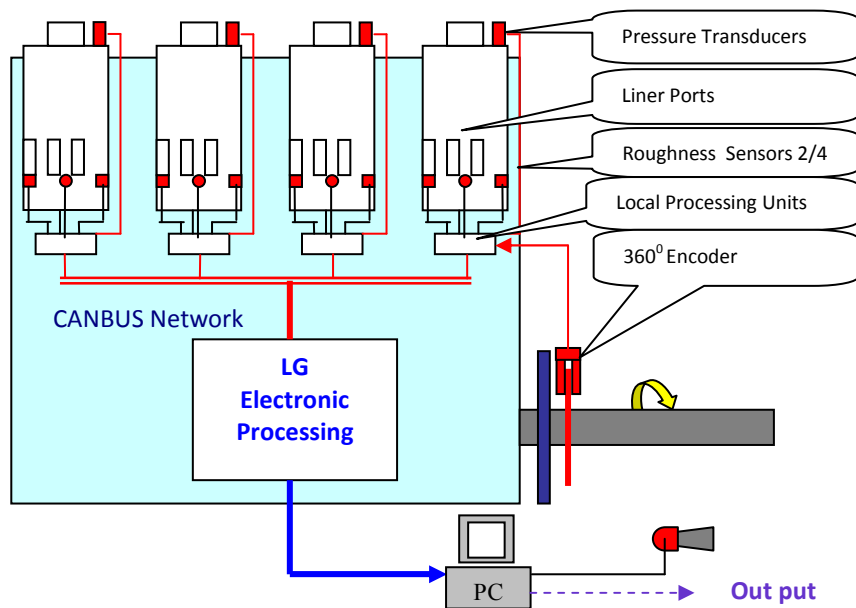 Pressure Transducers
Liner Ports
Roughness  Sensors 2/4
Local Processing Units
360⁰ Encoder
CANBUS Network
LG
Electronic
Processing
PC
Out put